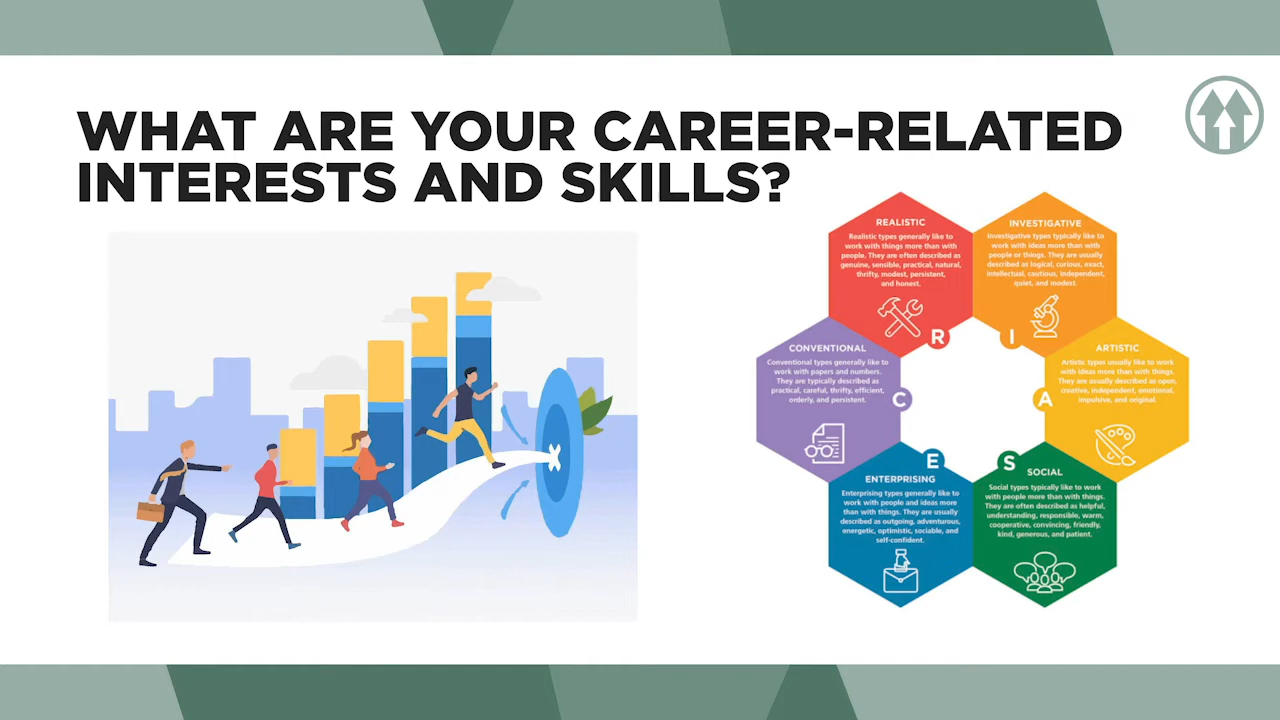 WHAT ARE YOUR CAREER-RELATED
INTERESTS AND SKILLS?
REALISTIC
Realistic types generally like to
work with things more than with
people. They are often described as
genuine, sensible, practical, natural,
thrifty, modest, persistent,
and honest.
R
INVESTIGATIVE
Investigative types typically like to
work with ideas more than with
people or things. They are usually
described as logical, curious, exact,
intellectual, cautious, independent,
quiet, and modest.
I
ARTISTIC
Artistic types usually like to work
with ideas more than with things.
They are usually described as open,
creative, independent, emotional,
impulsive, and original.
A
SOCIAL
Social types typically like to work
with people more than with things.
They are often described as helpful,
understanding, responsible, warm,
cooperative, convincing, friendly,
kind, generous, and patient.
S
ENTERPRISING
Enterprising types generally like to
work with people and ideas more
than with things. They are usually
described as outgoing, adventurous,
energetic, optimistic, sociable, and
self-confident.
E
CONVENTIONAL
Conventional types generally like to
work with papers and numbers.
They are typically described as
practical, careful, thrifty, efficient,
orderly, and persistent.
C